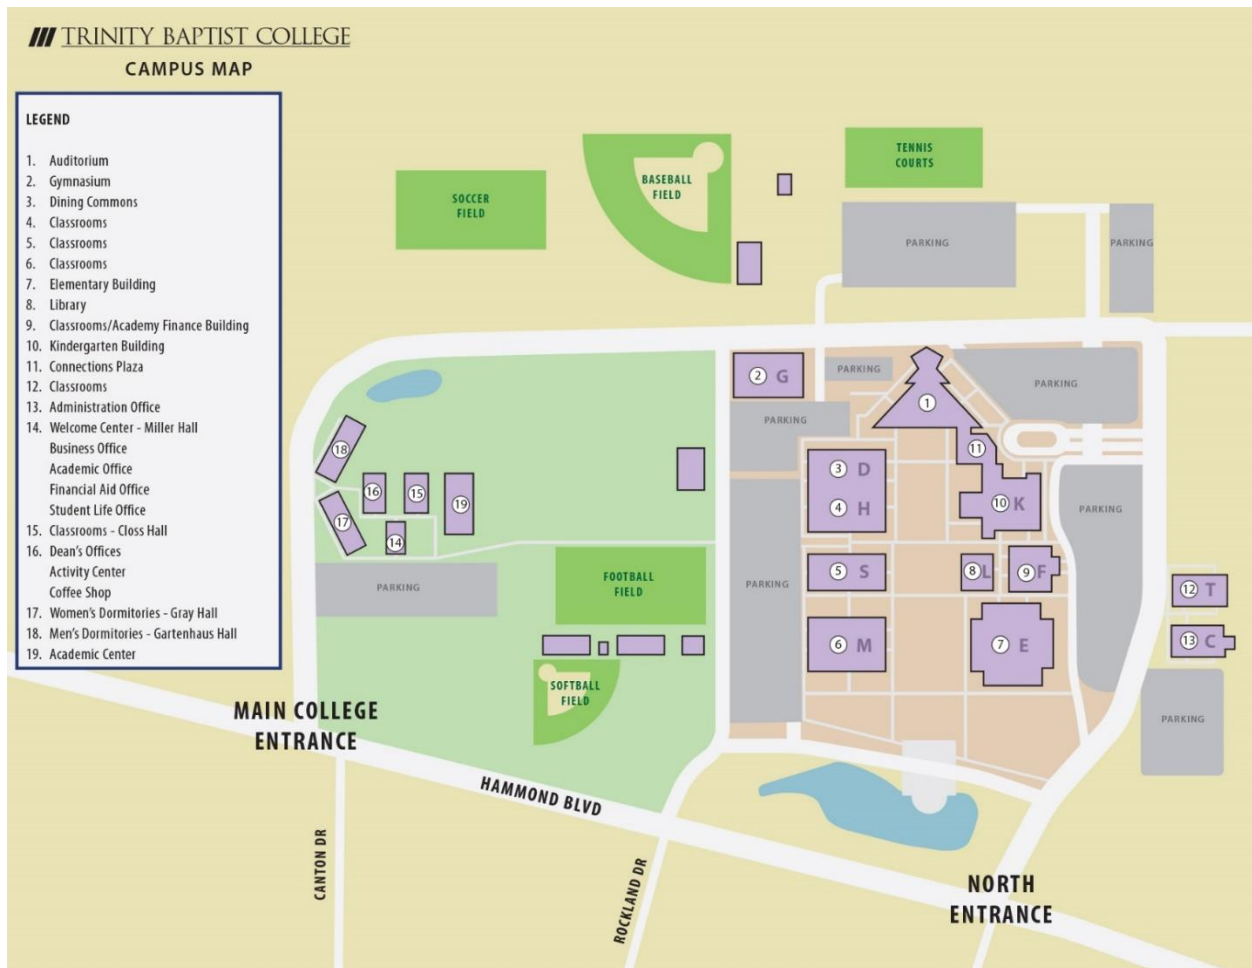 TRINITY BAPTIST COLLEGE
CAMPUS MAP
LEGEND
1. Auditorium
2. Gymnasium
3. Dining Commons
4. Classrooms
5. Classrooms
6. Classrooms
7. Elementary Building
8. Library
9. Classrooms/Academy Finance Building
10. Kindergarten Building
11. Connections Plaza
12. Classrooms
13. Administration Office
14. Welcome Center - Miller Hall
Business Office
Academic Office
Financial Aid Office
Student Life Office
15. Classrooms - Closs Hall
16. Dean's Offices
Activity Center
Coffee Shop
17. Women's Dormitories - Gray Hall
18. Men's Dormitories - Gartenhaus Hall
19. Academic Center
TENNIS
COURTS
BASEBALL
FIELD
SOCCER
FIELD
PARKING
PARKING
2 G
PARKING
PARKING
1
PARKING
18
11
3 D
16
15
19
10 K
4 H
PARKING
17
14
8 L
9 F
5 S
FOOTBALL
FIELD
PARKING
PARKING
12 T
6 M
7 E
13 C
SOFTBALL
FIELD
PARKING
MAIN COLLEGE
ENTRANCE
HAMMOND BLVD
CANTON DR
ROCKLAND DR
NORTH
ENTRANCE